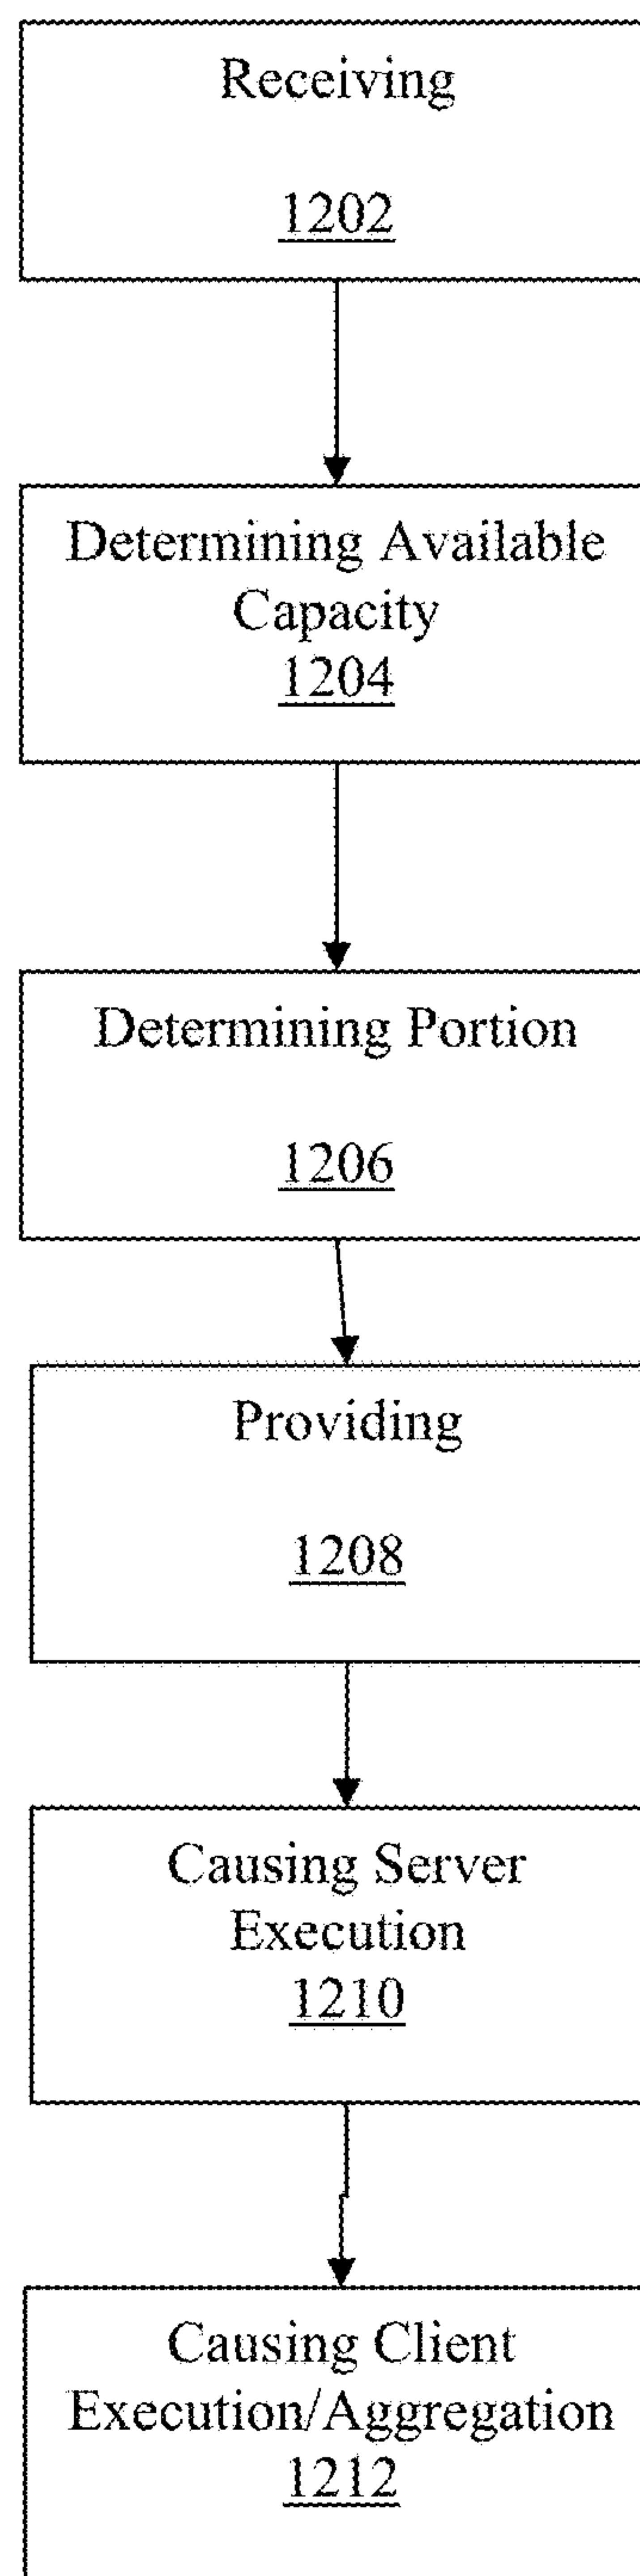 Receiving
1202
Determining Available
Capacity
1204
Determining Portion
1206
Providing
1208
Causing Server
Execution
1210
Causing Client
Execution/Aggregation
1212